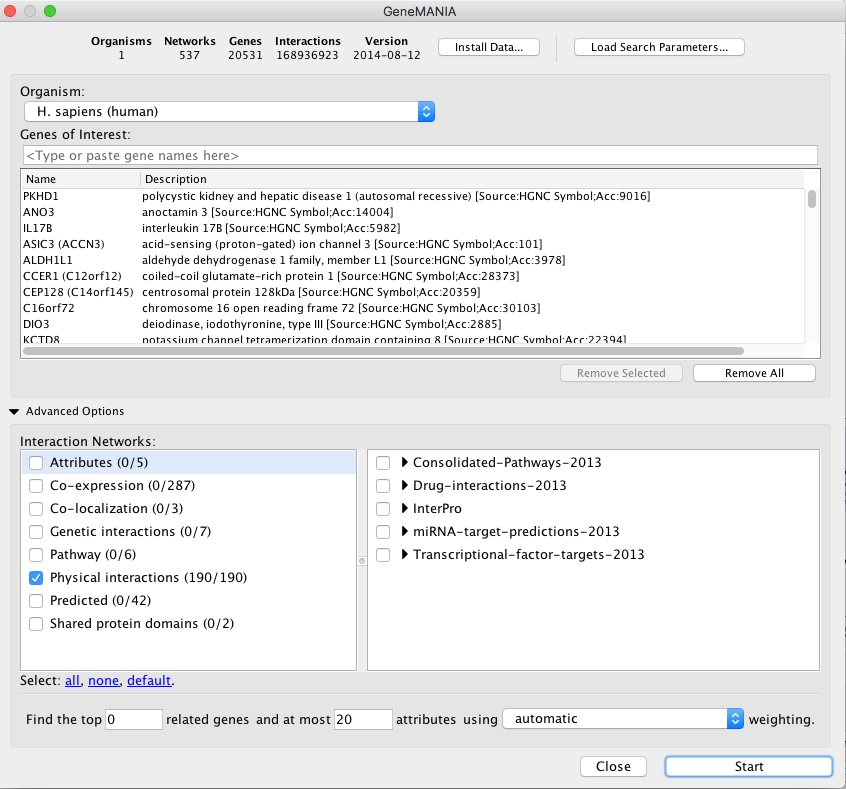 GeneMANIA
Organisms Networks Genes Interactions Version
1 537 20531 168936923 2014-08-12
Install Data...
Load Search Parameters...
Organism:
H. sapiens (human)
Genes of Interest:
<Type or paste gene names here>
Name Description
PKHD1 polycystic kidney and hepatic disease 1 (autosomal recessive) [Source:HGNC Symbol;Acc:9016]
ANO3 anoctamin 3 [Source:HGNC Symbol;Acc:14004]
IL17B interleukin 17B [Source:HGNC Symbol;Acc:5982]
ASIC3 (ACCN3) acid-sensing (proton-gated) ion channel 3 [Source:HGNC Symbol;Acc:101]
ALDH1L1 aldehyde dehydrogenase 1 family, member L1 [Source:HGNC Symbol;Acc:3978]
CCER1 (C12orf12) coiled-coil glutamate-rich protein 1 [Source:HGNC Symbol;Acc:28373]
CEP128 (C14orf145) centrosomal protein 128kDa [Source:HGNC Symbol;Acc:20359]
C16orf72 chromosome 16 open reading frame 72 [Source:HGNC Symbol;Acc:30103]
DIO3 deiodinase, iodothyronine, type III [Source:HGNC Symbol;Acc:2885]
KCTD8 potassium channel tetramerization domain containing 8 [Source:HGNC Symbol;Acc:22394]
Remove Selected Remove All
Advanced Options
Interaction Networks:
Attributes (0/5)
Co-expression (0/287)
Co-localization (0/3)
Genetic interactions (0/7)
Pathway (0/6)
Physical interactions (190/190)
Predicted (0/42)
Shared protein domains (0/2)
Consolidated-Pathways-2013
Drug-interactions-2013
InterPro
miRNA-target-predictions-2013
Transcriptional-factor-targets-2013
Select: all, none, default.
Find the top 0 related genes and at most 20 attributes using automatic weighting.
Close Start